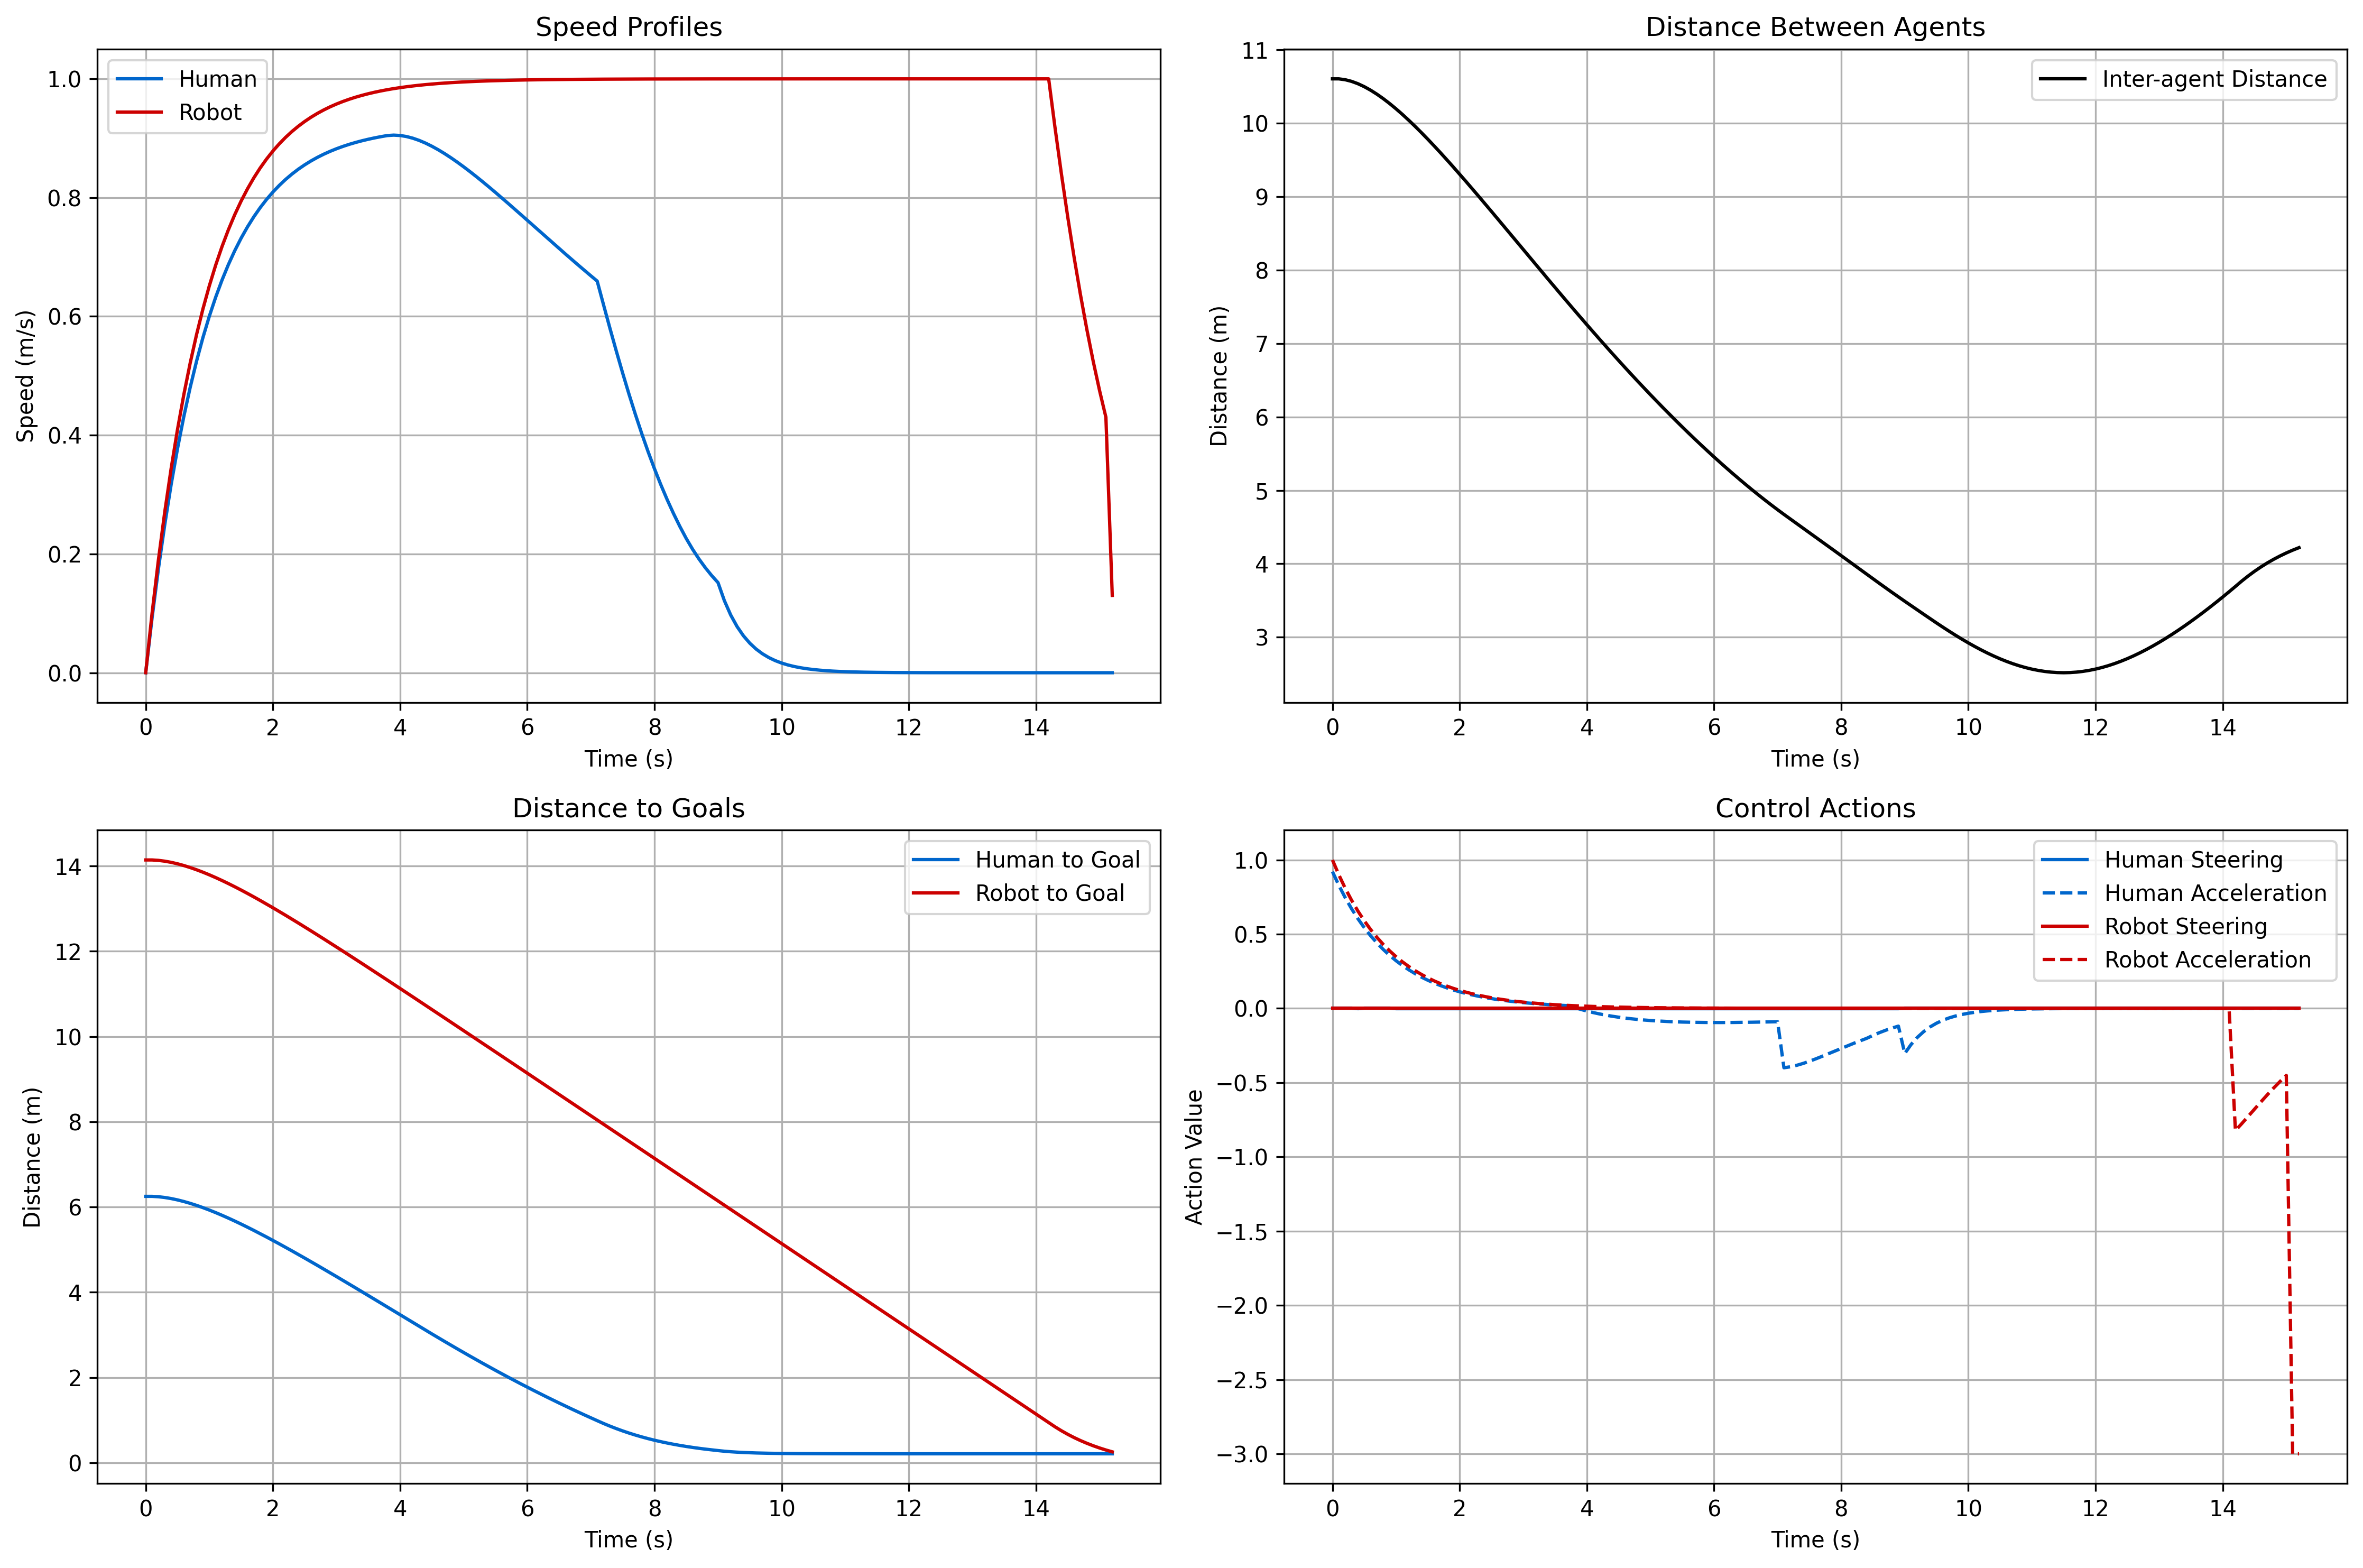 Speed Profiles
Speed (m/s)
1.0
0.8
0.6
0.4
0.2
0.0
Human
Robot
0 2 4 6 8 10 12 14
Time (s)
Distance Between Agents
Distance (m)
11
10
9
8
7
6
5
4
3
Inter-agent Distance
0 2 4 6 8 10 12 14
Time (s)
Distance to Goals
Distance (m)
14
12
10
8
6
4
2
0
Human to Goal
Robot to Goal
0 2 4 6 8 10 12 14
Time (s)
Control Actions
Action Value
1.0
0.5
0.0
−0.5
−1.0
−1.5
−2.0
−2.5
−3.0
Human Steering
Human Acceleration
Robot Steering
Robot Acceleration
0 2 4 6 8 10 12 14
Time (s)